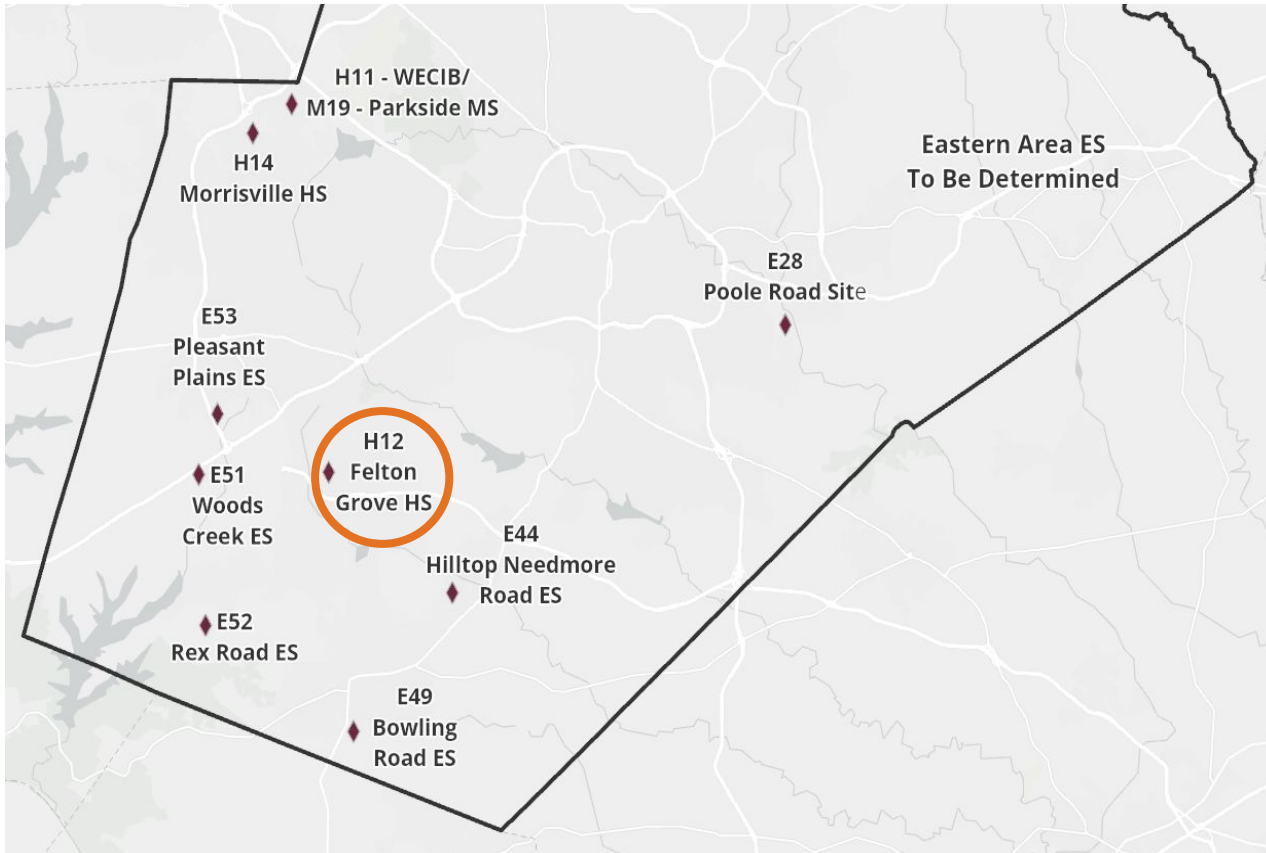 H11 - WECIB/
M19 - Parkside MS
H14
Morrisville HS
Eastern Area ES
To Be Determined
E28
Poole Road Site
E53
Pleasant
Plains ES
H12
Felton
Grove HS
E51
Woods
Creek ES
E44
Hilltop Needmore
Road ES
E52
Rex Road ES
E49
Bowling
Road ES